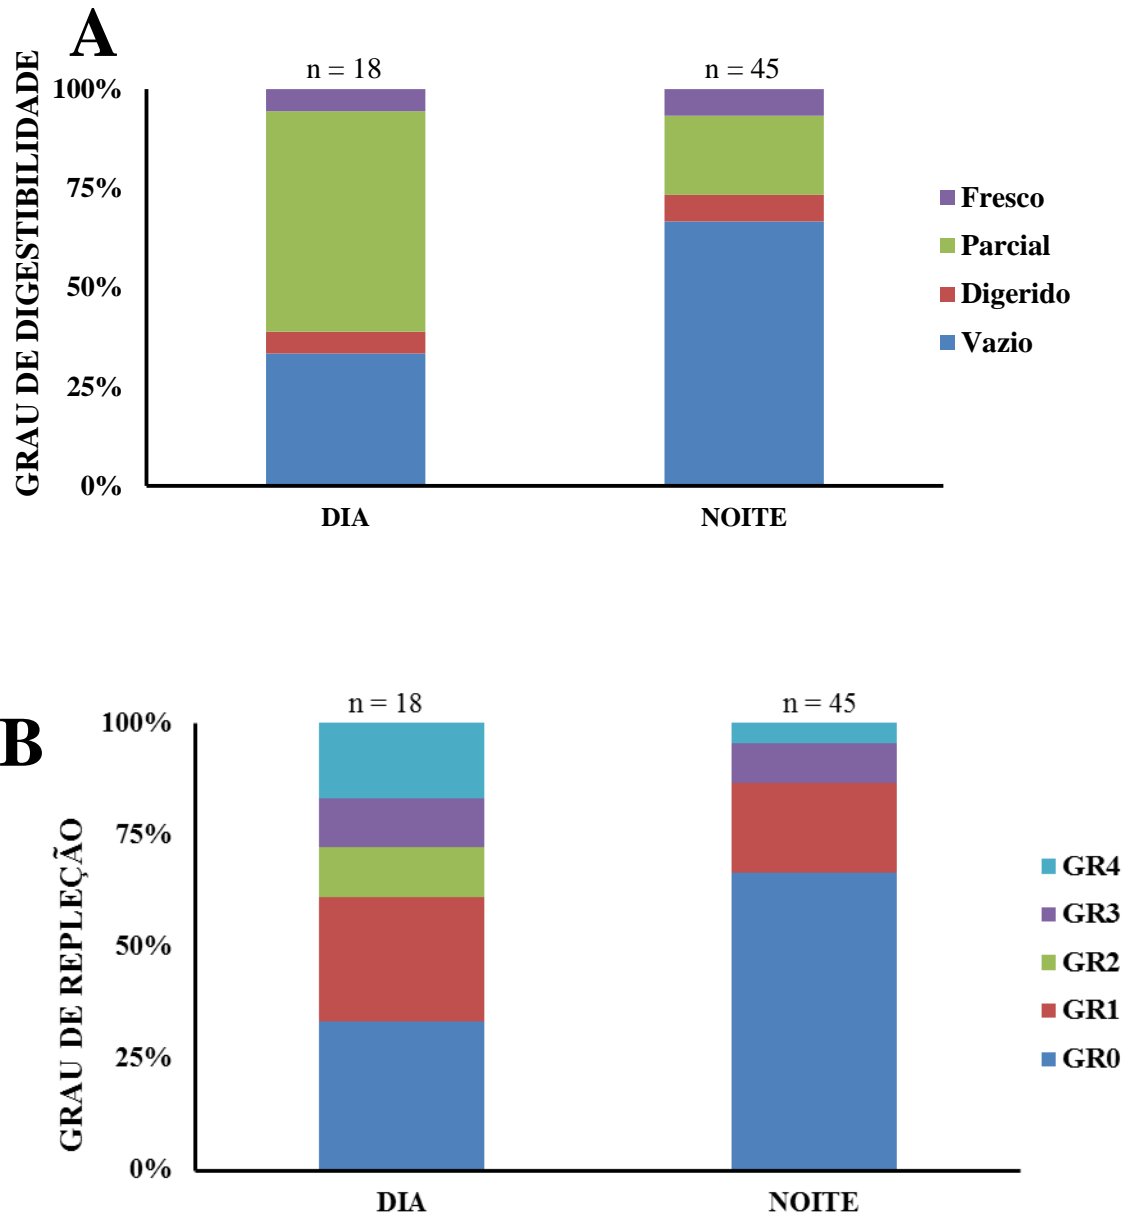 A
n = 18
n = 45
GRAU DE DIGESTIBILIDADE
100%
75%
50%
25%
0%
DIA
NOITE
Fresco
Parcial
Digerido
Vazio
B
n = 18
n = 45
GRAU DE REPLEÇÃO
100%
75%
50%
25%
0%
DIA
NOITE
GR4
GR3
GR2
GR1
GR0